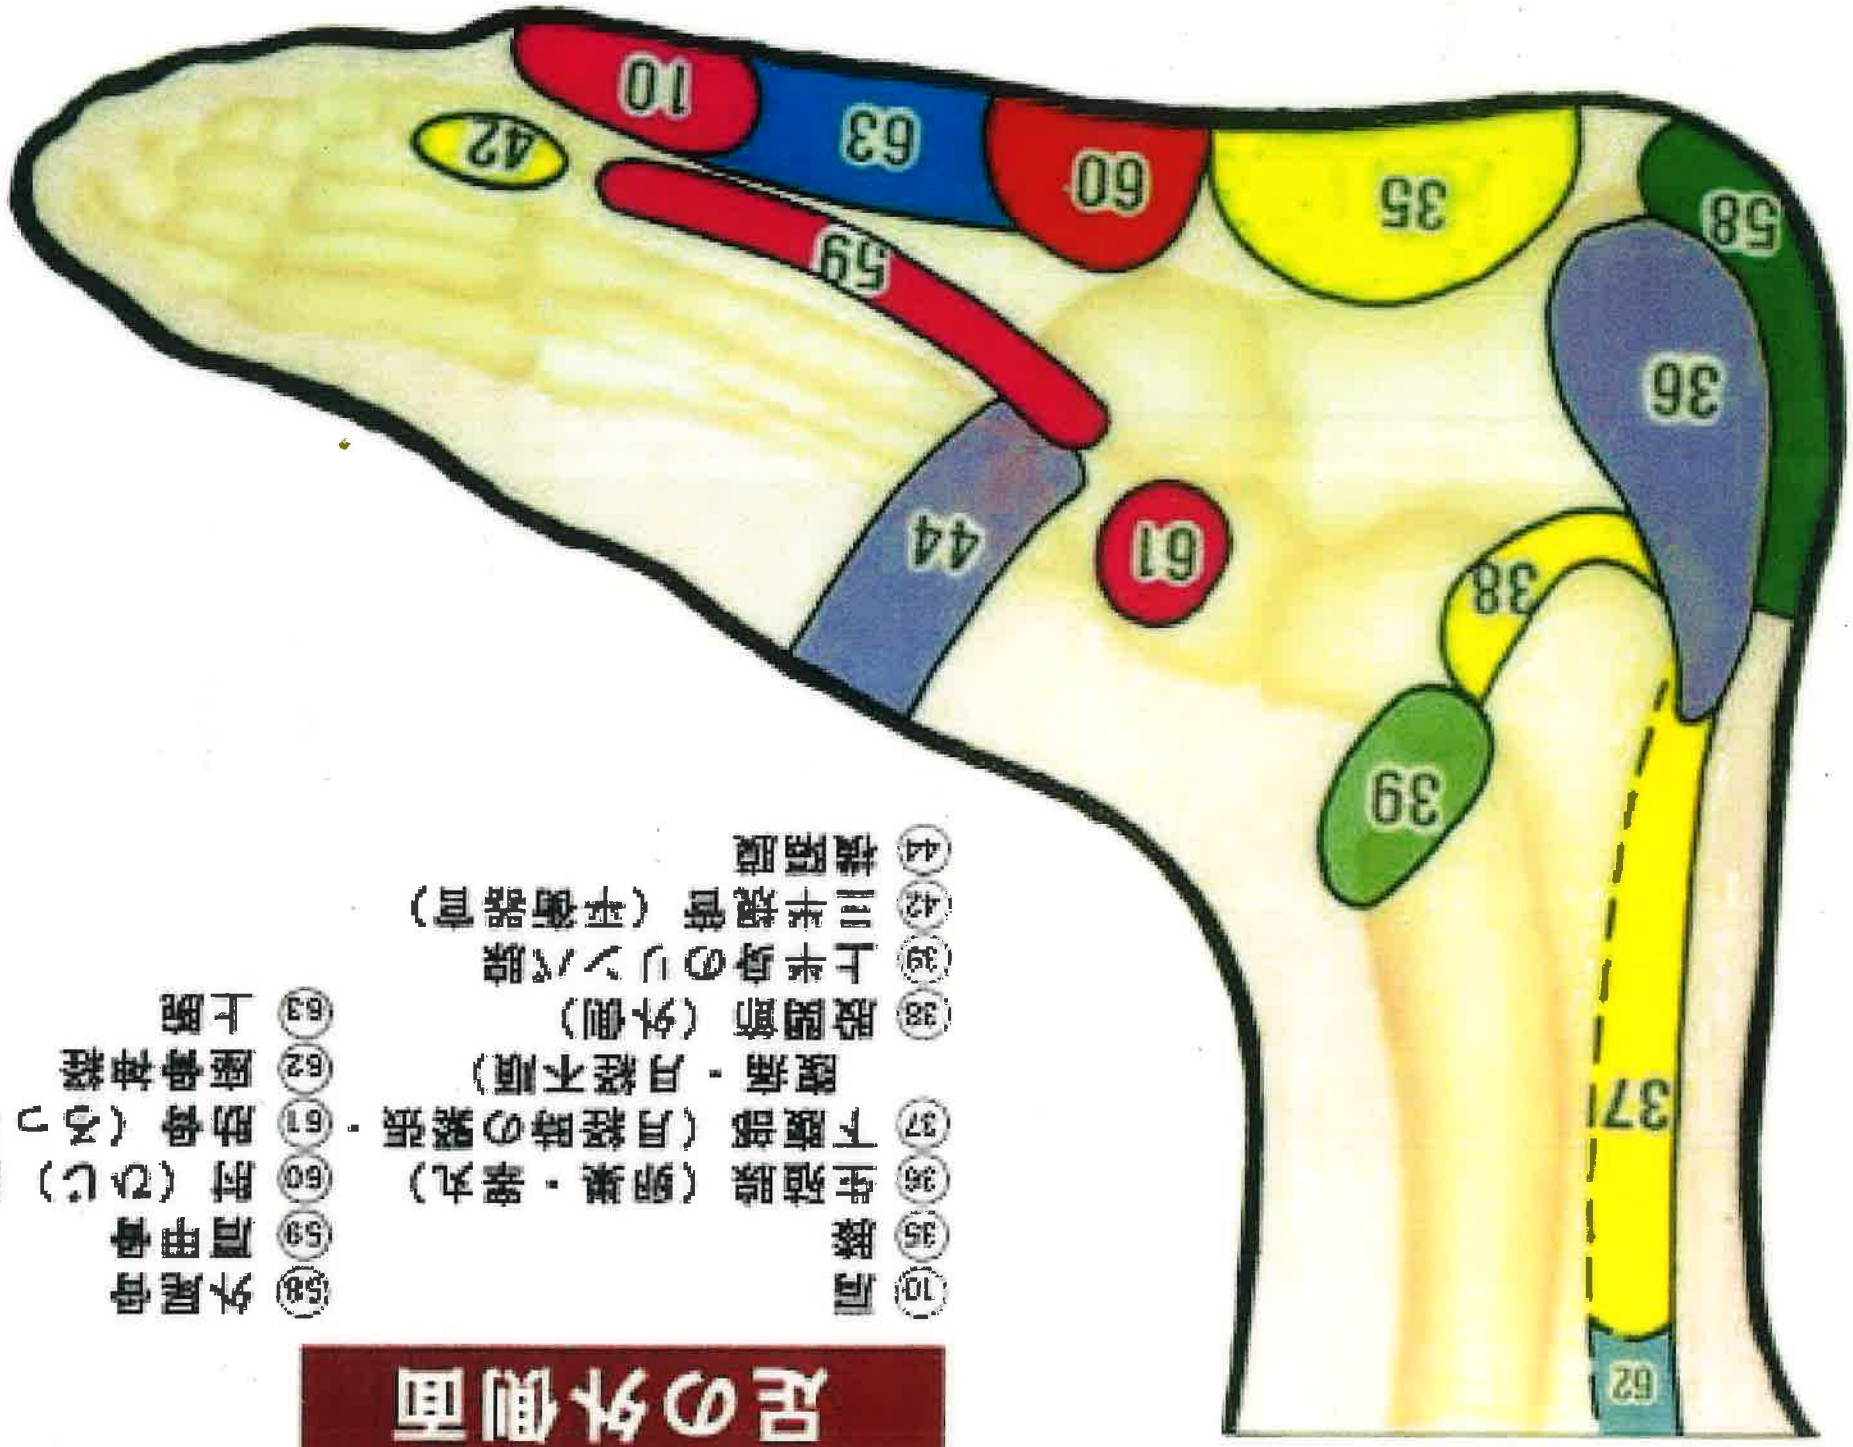 足の外側面
⑩ 肩
㉟ 膝
㊱ 生殖腺（卵巣・睾丸）
㊲ 下腹部（月経時の緊張・
腹痛・月経不順）
㊳ 股関節（外側）
㊴ 上半身のリンパ腺
㊷ 三半規管（平衡器官）
㊹ 横隔膜
58 外尾骨
59 肩甲骨
60 肘（ひじ）
61 肋骨（ろっ
62 座骨神経
63 上腕
62
37
39
38
61
44
36
59
58
35
60
63
42
10